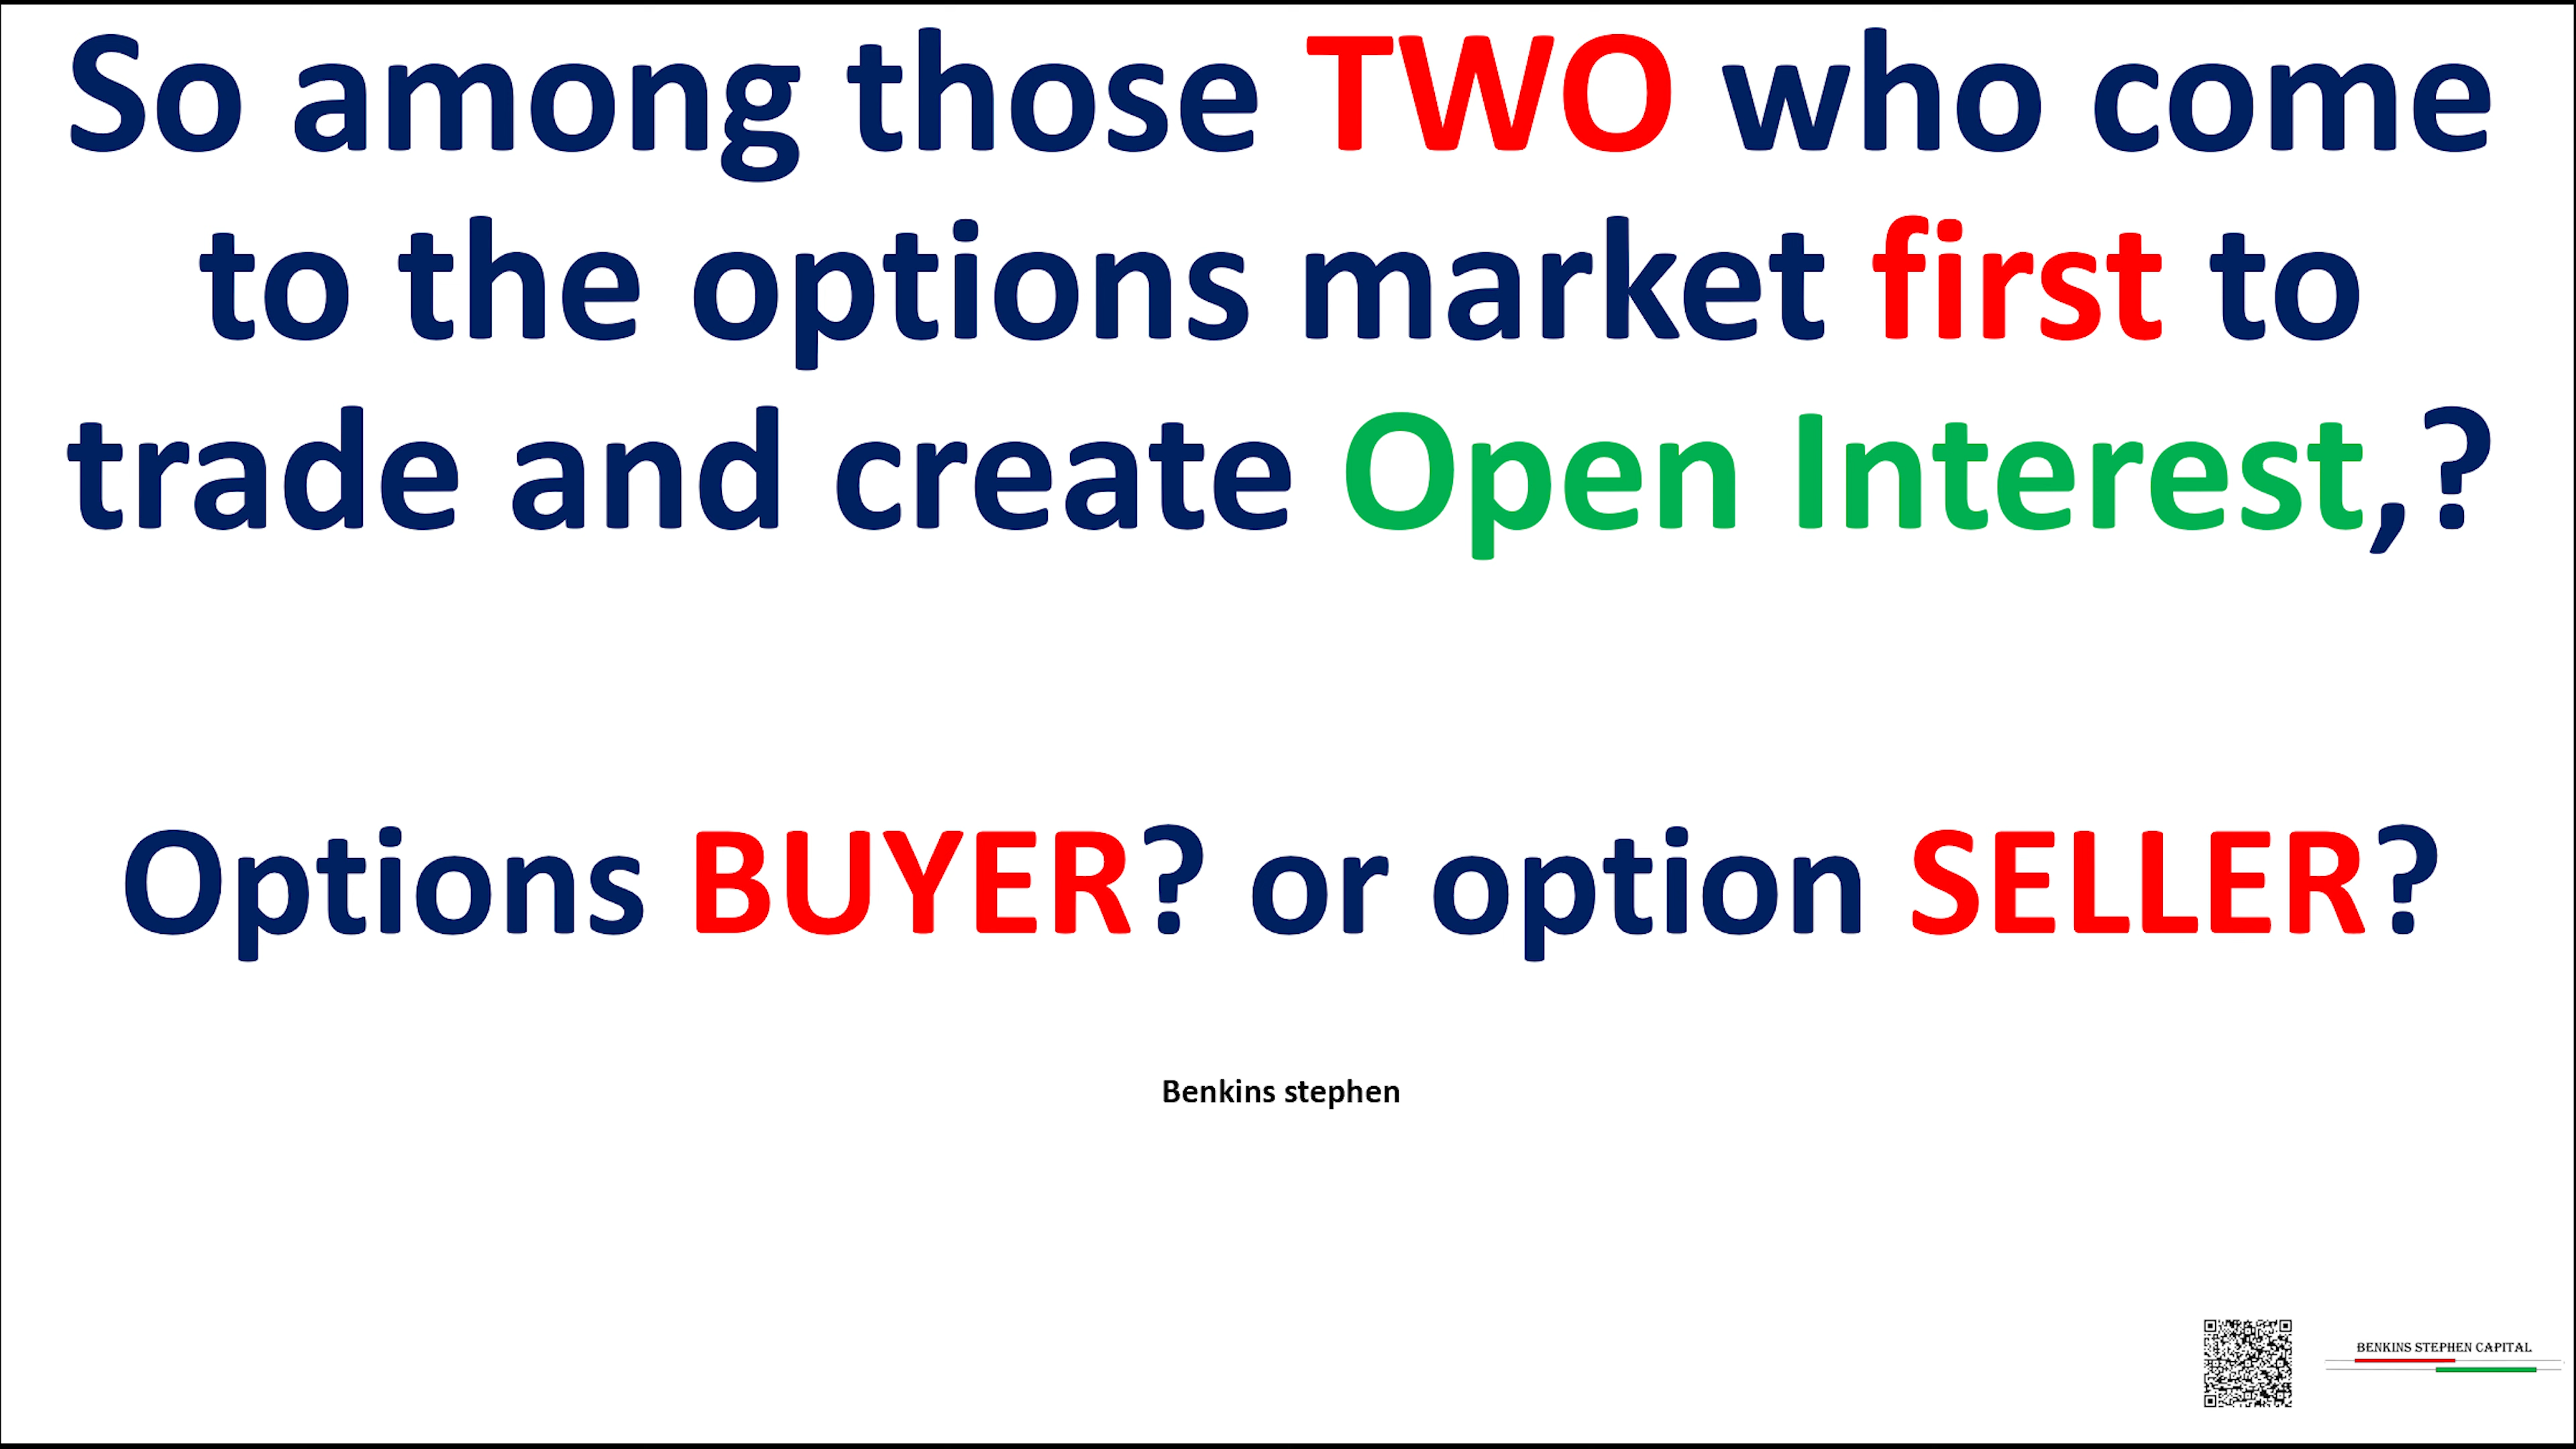 So among those TWO who come
to the options market first to
trade and create Open Interest,?
Options BUYER? or option SELLER?
Benkins stephen
BENKINS STEPHEN CAPITAL